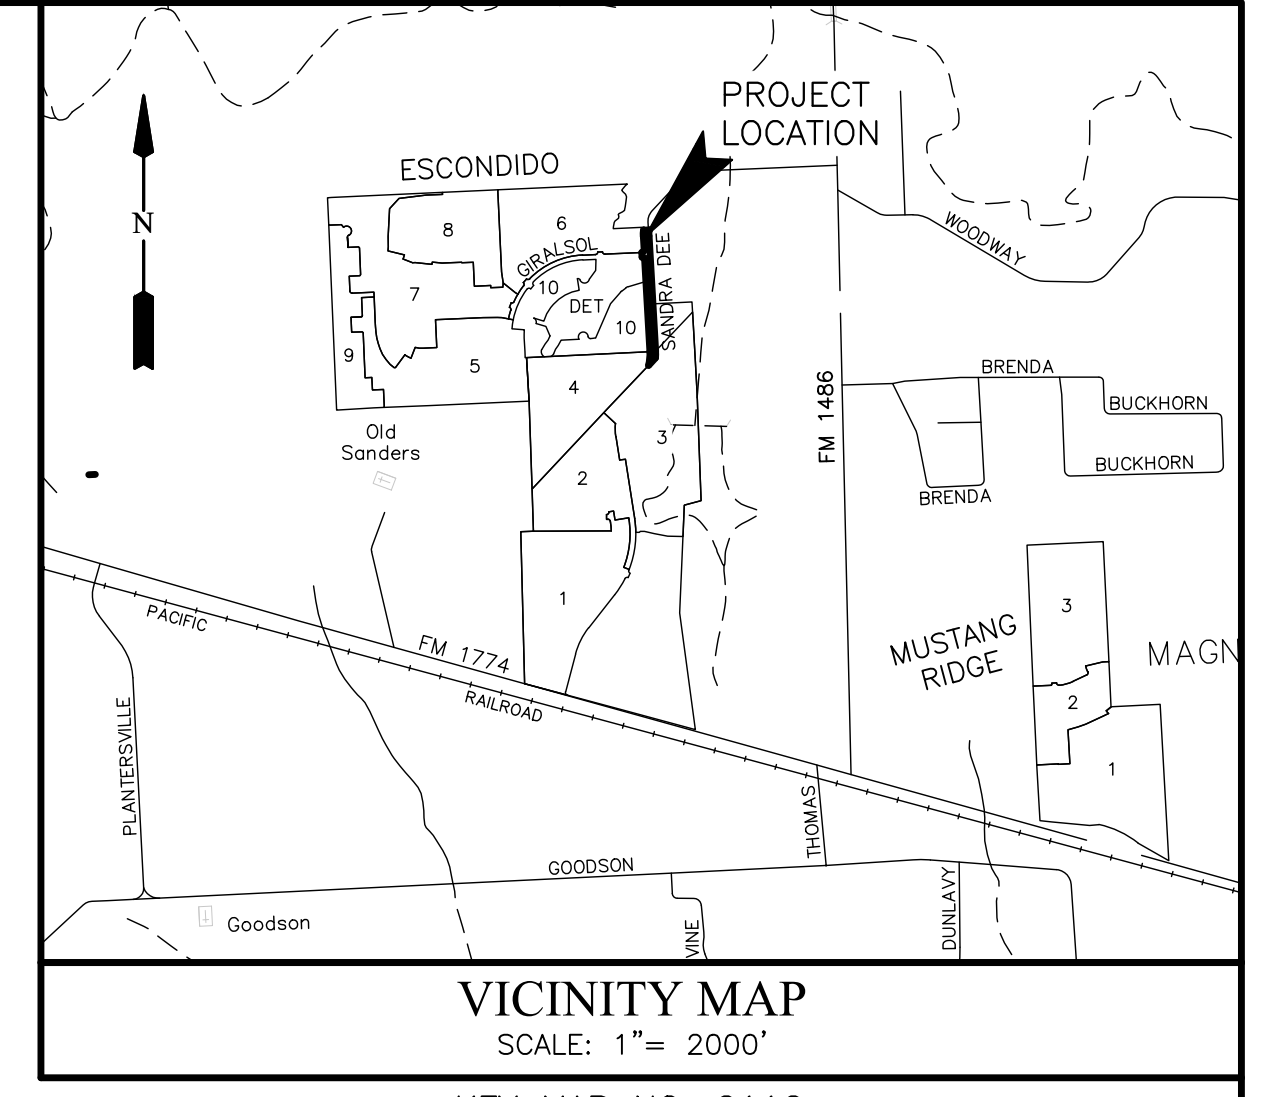 PROJECT
LOCATION
ESCONDIDO
N
8
6
GIRALSOL
SANDRA DEE
WOODWAY
7
10
DET
10
9
5
4
FM 1486
BRENDA
BUCKHORN
BUCKHORN
BRENDA
Old
Sanders
3
2
1
PACIFIC
FM 1774
RAILROAD
MUSTANG
RIDGE
3
MAGN
2
1
PLANTERSVILLE
THOMAS
GOODSON
DUNLAVY
VINE
Goodson
VICINITY MAP
SCALE: 1"= 2000'